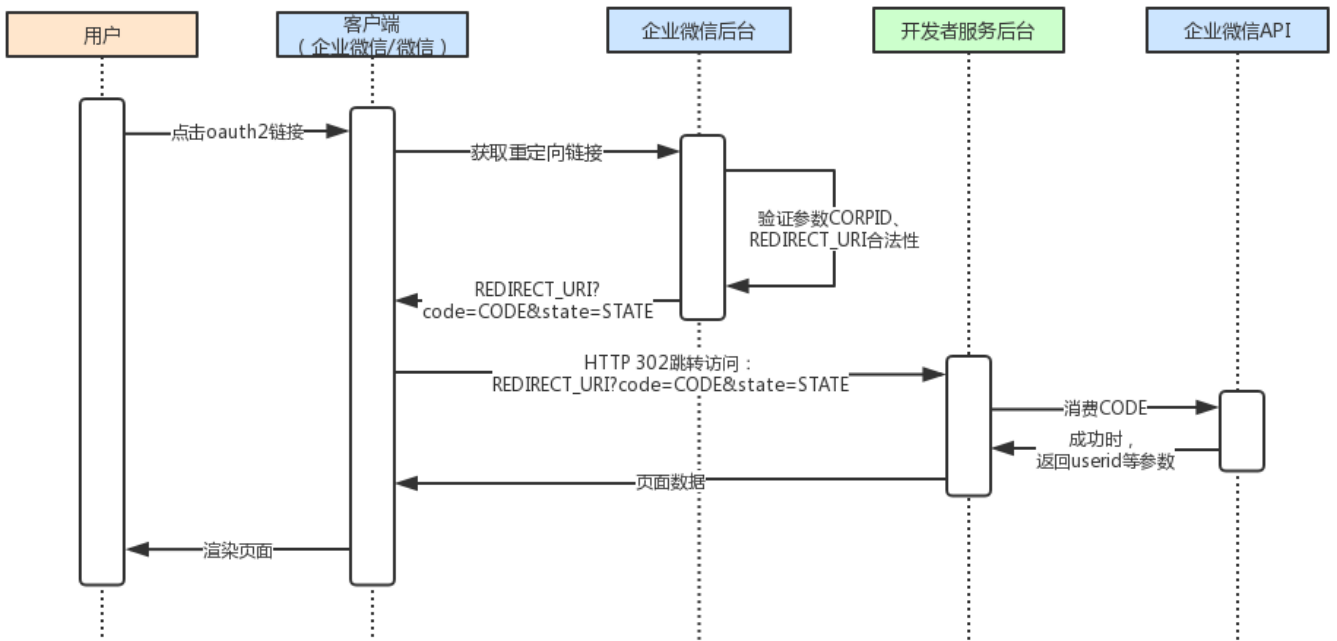 用户
客户端
（企业微信/微信）
企业微信后台
开发者服务后台
企业微信API
点击oauth2链接
获取重定向链接
验证参数CORPID、
REDIRECT_URI合法性
REDIRECT_URI?
code=CODE&state=STATE
HTTP 302跳转访问：
REDIRECT_URI?code=CODE&state=STATE
消费CODE
成功时，
返回userid等参数
页面数据
渲染页面